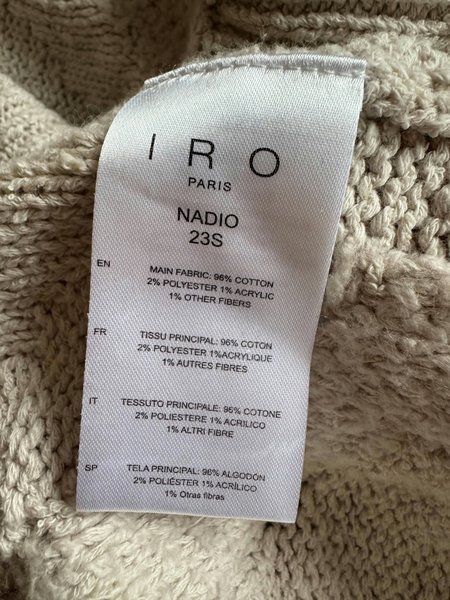 IRO
PARIS
NADIO
23S
EN
MAIN FABRIC: 96% COTTON
2% POLYESTER 1% ACRYLIC
1% OTHER FIBERS
FR
TISSU PRINCIPAL: 96% COTON
2% POLYESTER 1%ACRYLIQUE
1% AUTRES FIBRES
IT
TESSUTO PRINCIPALE: 96% COTONE
2% POLIESTERE 1% ACRILICO
1% ALTRI FIBRE
SP
TELA PRINCIPAL: 96% ALGODÓN
2% POLIÉSTER 1% ACRÍLICO
1% Otras fibras